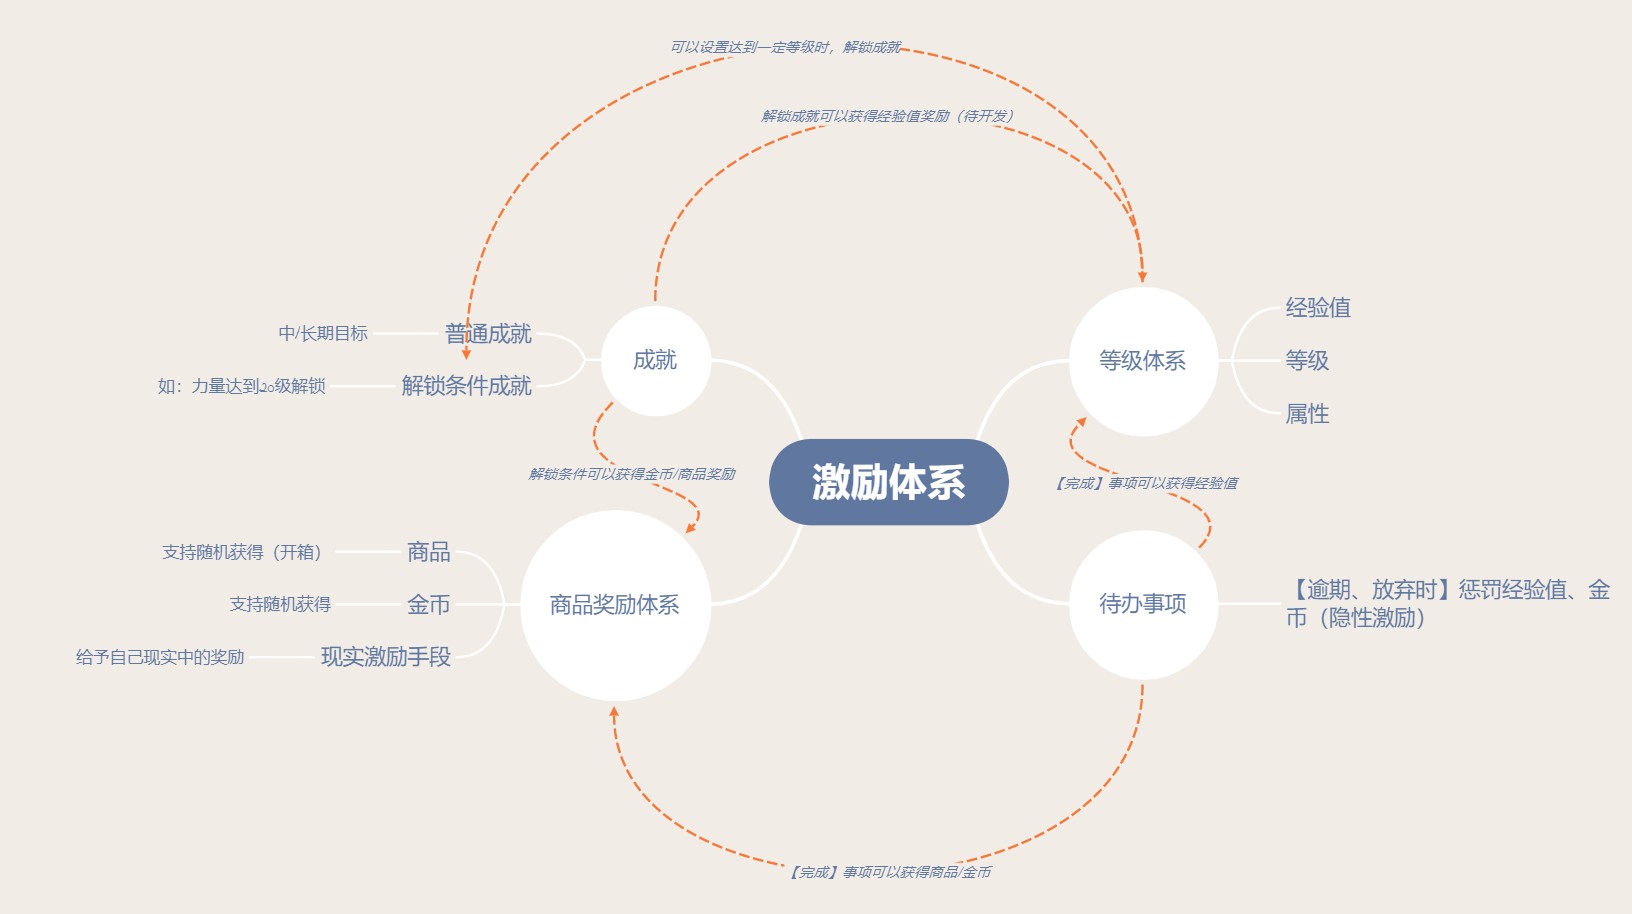 可以设置达到一定等级时，解锁成就
解锁成就可以获得经验值奖励（待开发）
中/长期目标
普通成就
如：力量达到20级解锁
解锁条件成就
成就
等级体系
经验值
等级
属性
解锁条件可以获得金币/商品奖励
激励体系
【完成】事项可以获得经验值
支持随机获得（开箱）
商品
支持随机获得
金币
给予自己现实中的奖励
现实激励手段
商品奖励体系
待办事项
【逾期、放弃时】惩罚经验值、金
币（隐性激励）
【完成】事项可以获得商品/金币